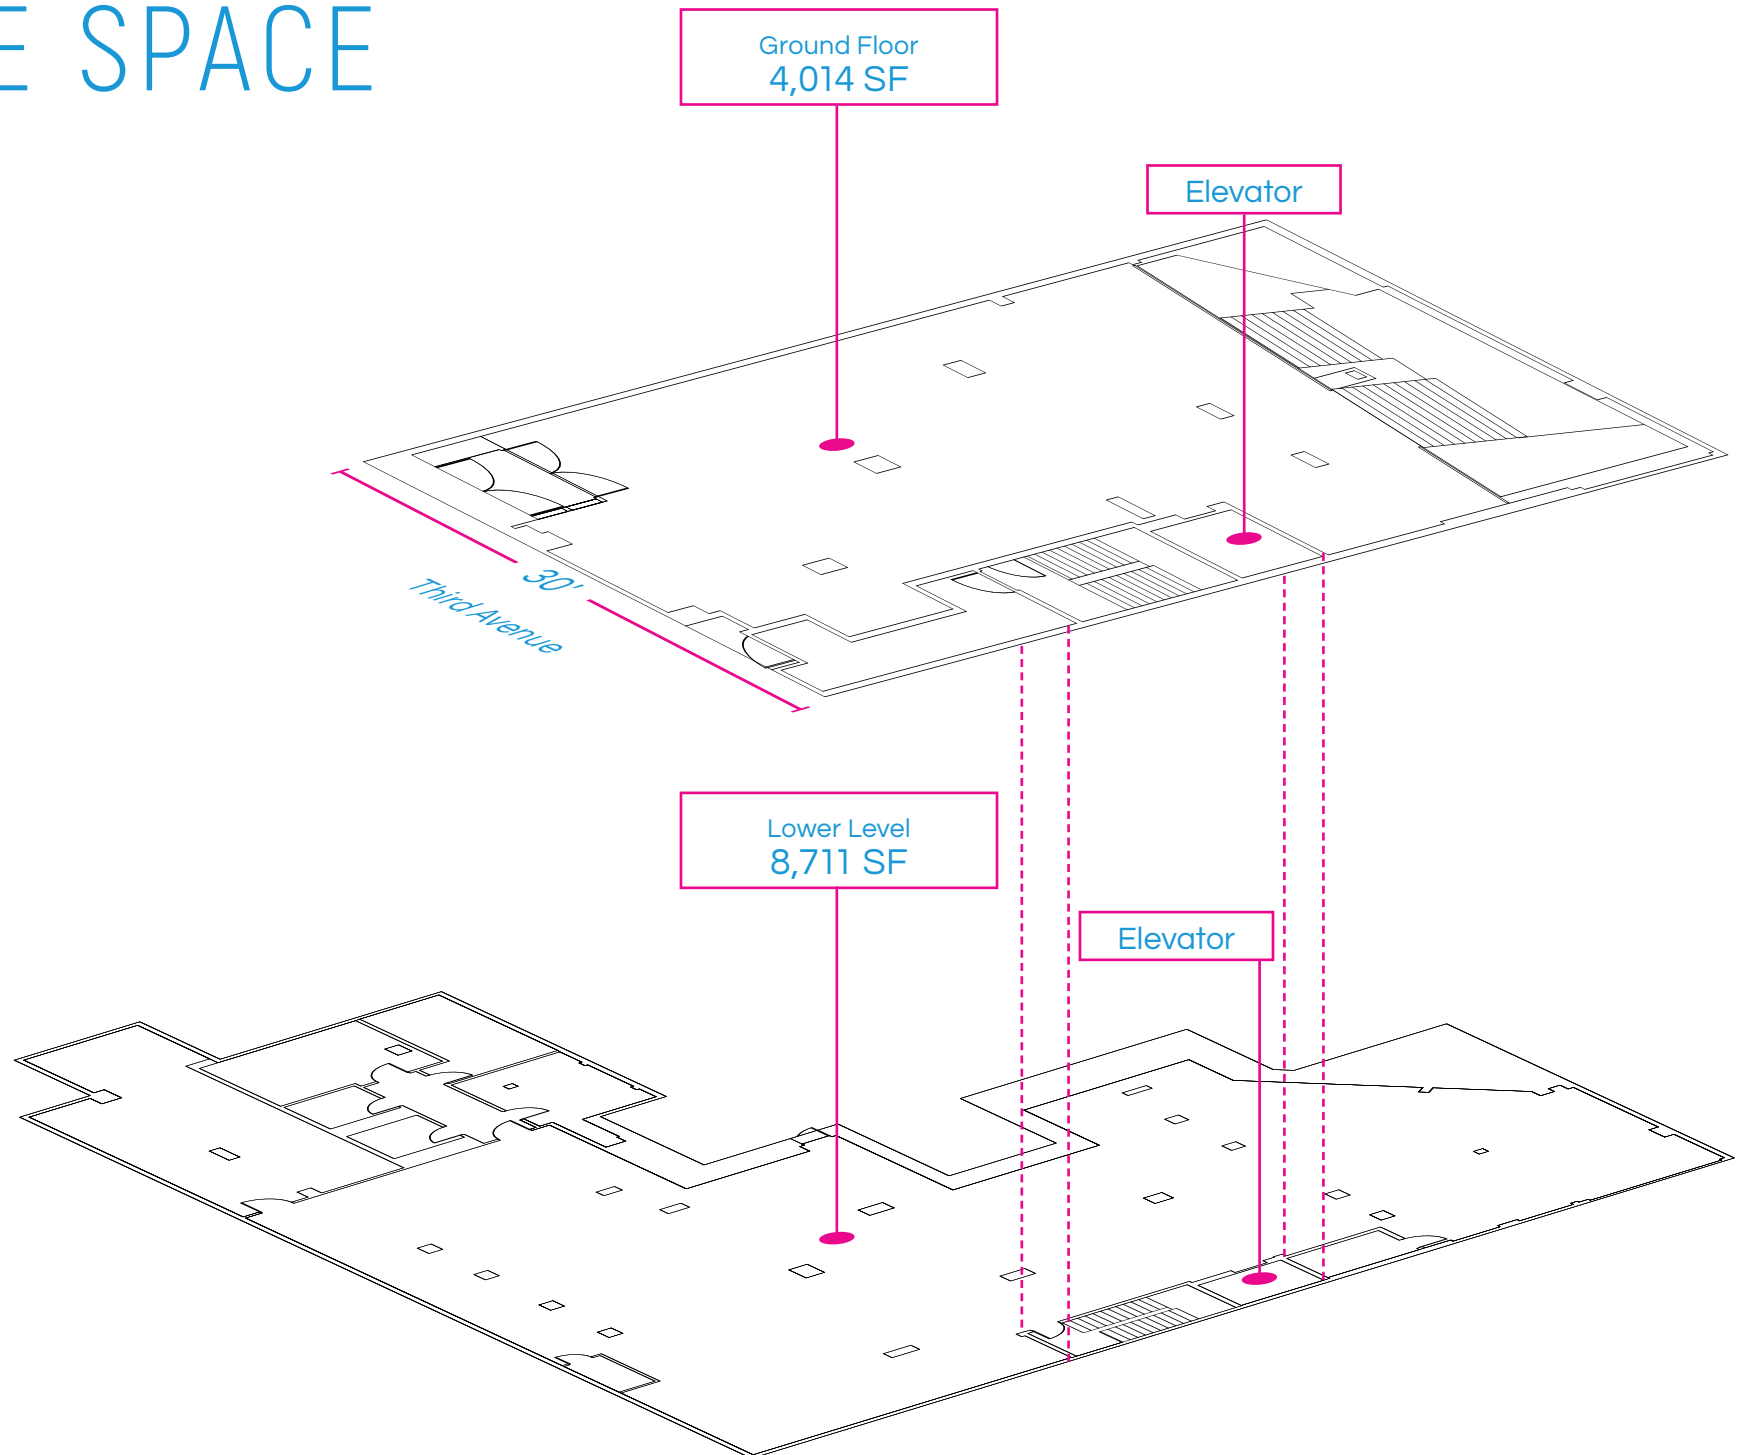 E SPACE
Ground Floor
4,014 SF
Elevator
30'
Third Avenue
Lower Level
8,711 SF
Elevator